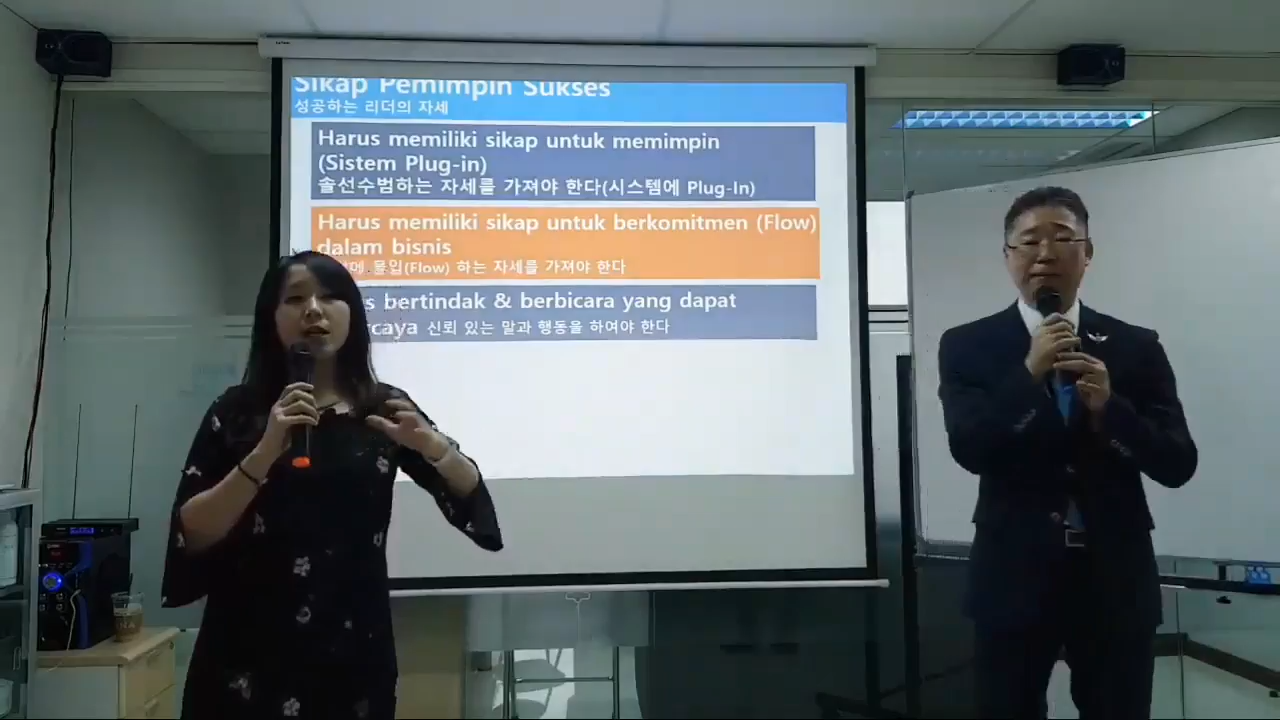 Sikap Pemimpin Sukses
성공하는 리더의 자세
Harus memiliki sikap untuk memimpin
(Sistem Plug-in)
솔선수범하는 자세를 가져야 한다(시스템에 Plug-In)
Harus memiliki sikap untuk berkomitmen (Flow)
dalam bisnis
몰입(Flow) 하는 자세를 가져야 한다
bertindak & berbicara yang dapat
신뢰 있는 말과 행동을 하여야 한다